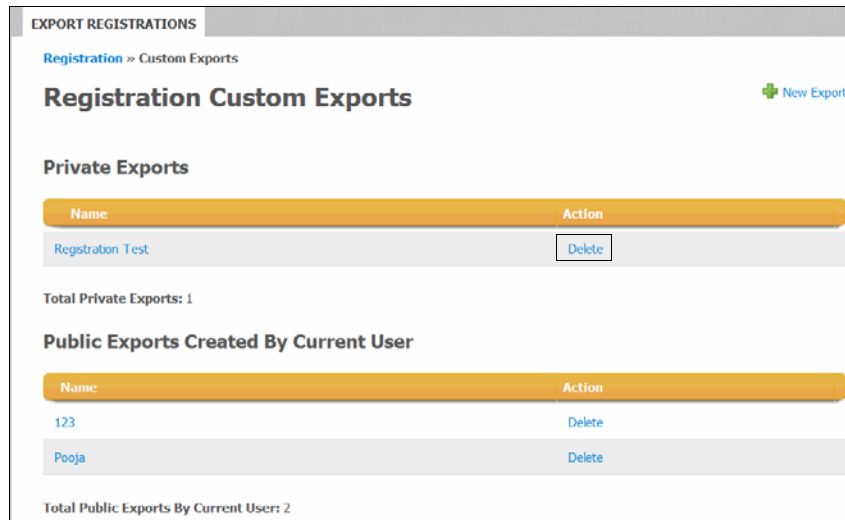 EXPORT REGISTRATIONS
Registration » Custom Exports
Registration Custom Exports
New Export
Private Exports
Name Action
Registration Test Delete
Total Private Exports: 1
Public Exports Created By Current User
Name Action
123 Delete
Pooja Delete
Total Public Exports By Current User: 2